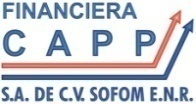 FINANCIERA
CAPP
S.A. DE C.V. SOFOM E.N.R.